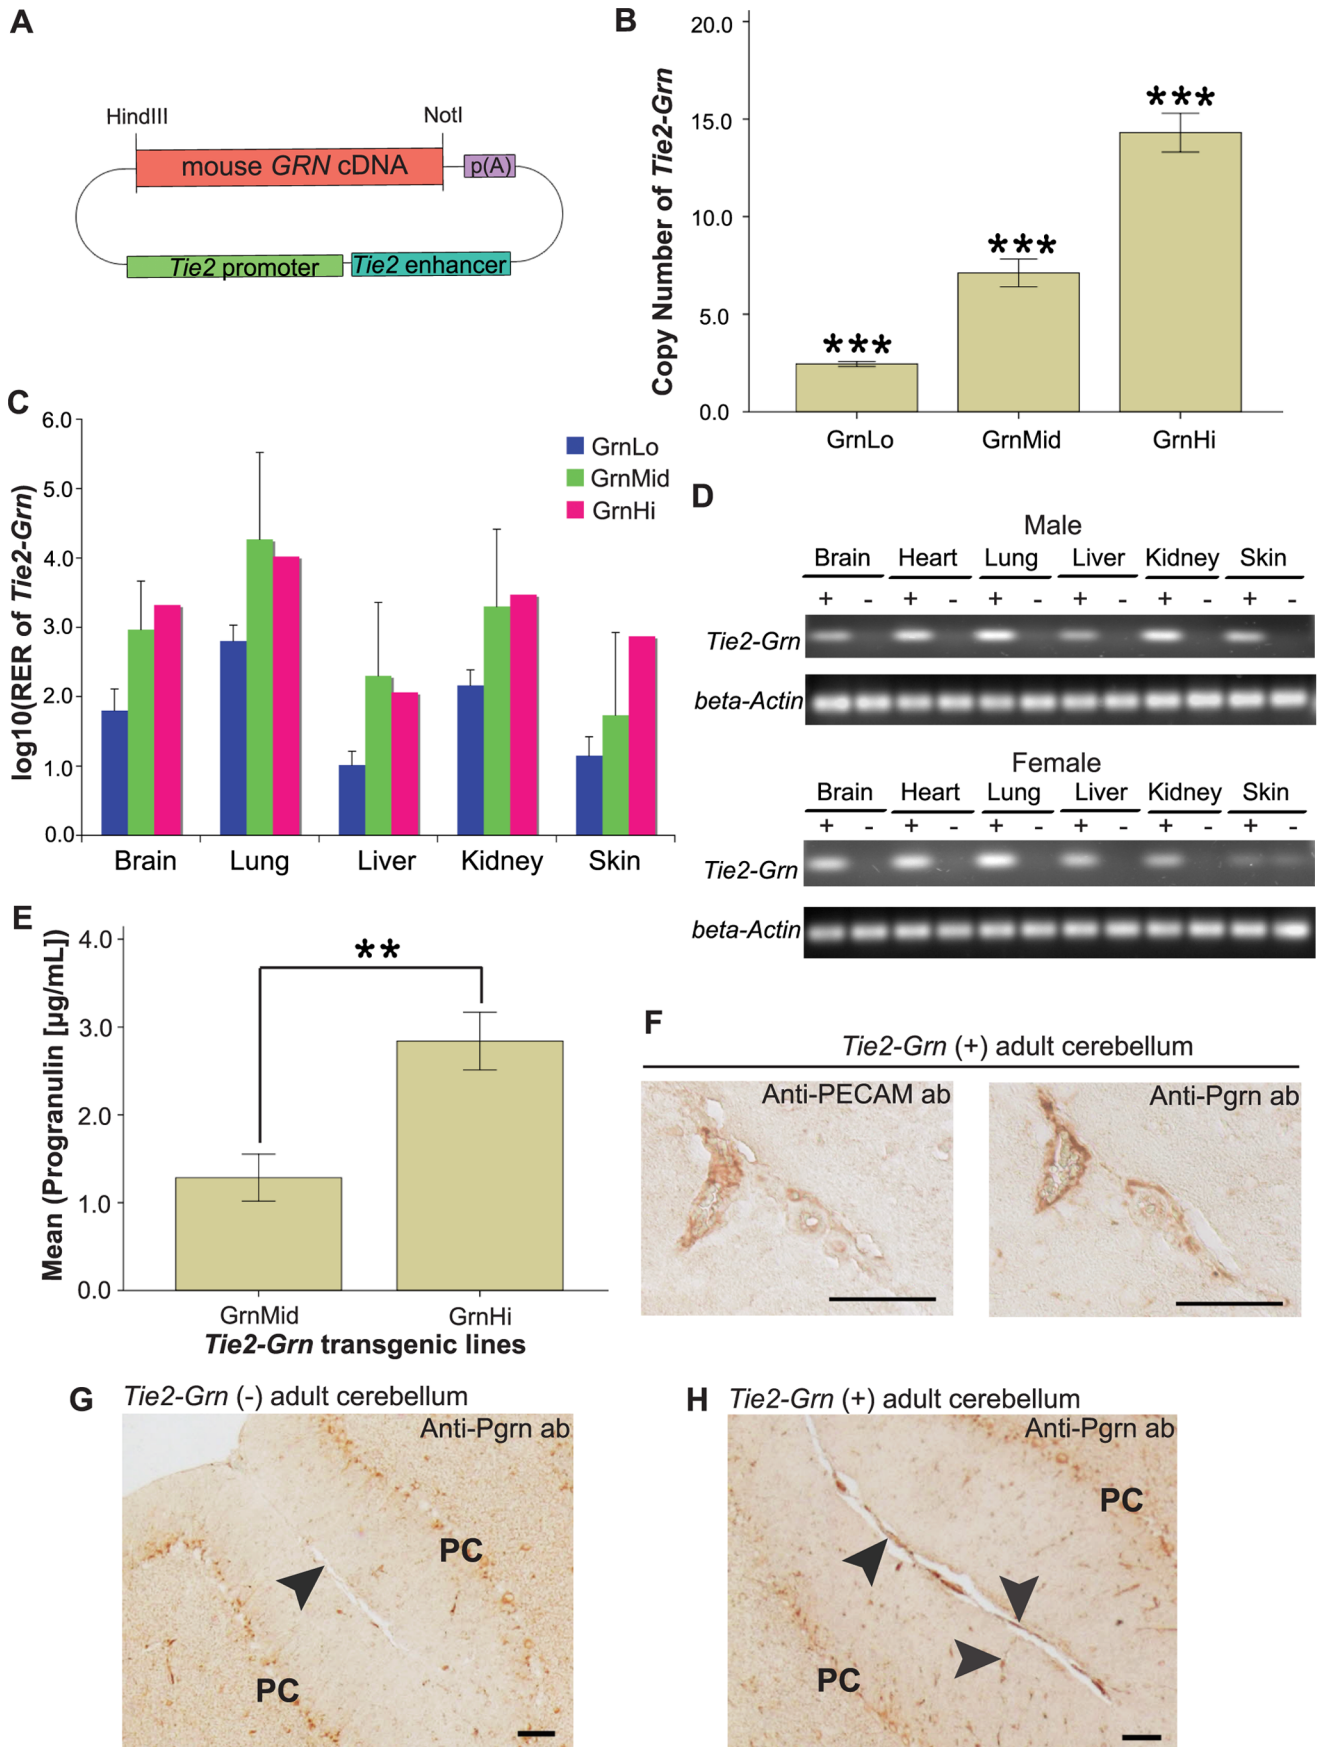 A
HindIII
NotI
mouse GRN cDNA
p(A)
Tie2 promoter
Tie2 enhancer
B
Copy Number of Tie2-Grn
20.0
15.0
10.0
5.0
0.0
***
***
***
GrnLo
GrnMid
GrnHi
C
log10(RER of Tie2-Grn)
6.0
5.0
4.0
3.0
2.0
1.0
0.0
GrnLo
GrnMid
GrnHi
Brain
Lung
Liver
Kidney
Skin
D
Male
Brain Heart Lung Liver Kidney Skin
+ - + - + - + - + - + -
Tie2-Grn
beta-Actin
Female
Brain Heart Lung Liver Kidney Skin
+ - + - + - + - + - + -
Tie2-Grn
beta-Actin
E
Mean (Progranulin [µg/mL])
4.0
3.0
2.0
1.0
0.0
**
GrnMid
GrnHi
Tie2-Grn transgenic lines
F
Tie2-Grn (+) adult cerebellum
Anti-PECAM ab
Anti-Pgrn ab
G
Tie2-Grn (-) adult cerebellum
Anti-Pgrn ab
PC
PC
H
Tie2-Grn (+) adult cerebellum
Anti-Pgrn ab
PC
PC